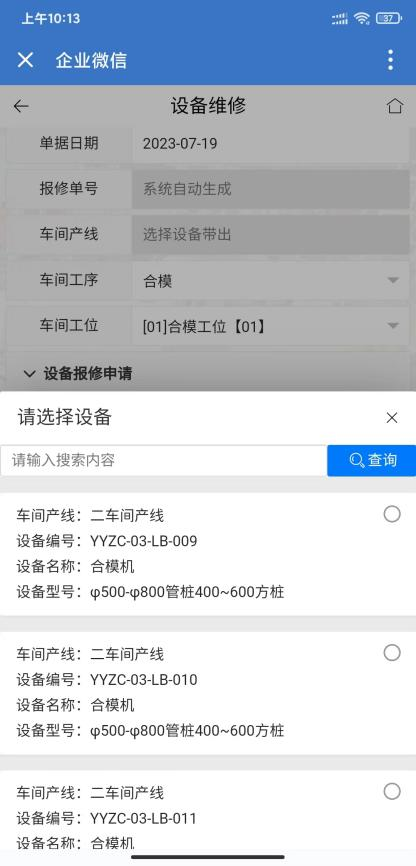 上午10:13
37
企业微信
设备维修
单据日期 2023-07-19
报修单号 系统自动生成
车间产线 选择设备带出
车间工序 合模
车间工位 [01]合模工位【01】
设备报修申请
请选择设备
请输入搜索内容 查询
车间产线：二车间产线
设备编号：YYZC-03-LB-009
设备名称：合模机
设备型号：φ500-φ800管桩400~600方桩
车间产线：二车间产线
设备编号：YYZC-03-LB-010
设备名称：合模机
设备型号：φ500-φ800管桩400~600方桩
车间产线：二车间产线
设备编号：YYZC-03-LB-011
设备名称：合模机